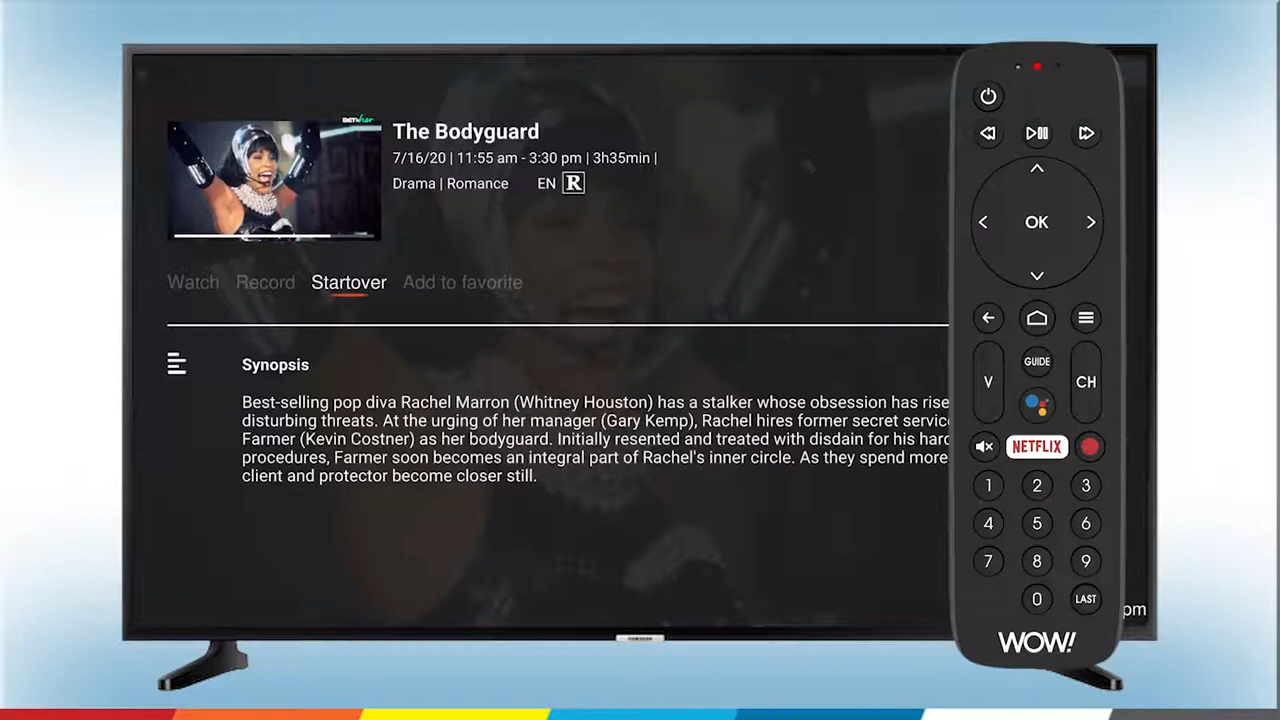 BET her
The Bodyguard
7/16/20 | 11:55 am - 3:30 pm | 3h35min |
Drama | Romance EN R
Watch Record Startover Add to favorite
Synopsis
Best-selling pop diva Rachel Marron (Whitney Houston) has a stalker whose obsession has rise
disturbing threats. At the urging of her manager (Gary Kemp), Rachel hires former secret service
Farmer (Kevin Costner) as her bodyguard. Initially resented and treated with disdain for his hard
procedures, Farmer soon becomes an integral part of Rachel's inner circle. As they spend more
client and protector become closer still.
pm
SAMSUNG
OK
GUIDE
V CH
NETFLIX
1 2 3
4 5 6
7 8 9
0 LAST
WOW!